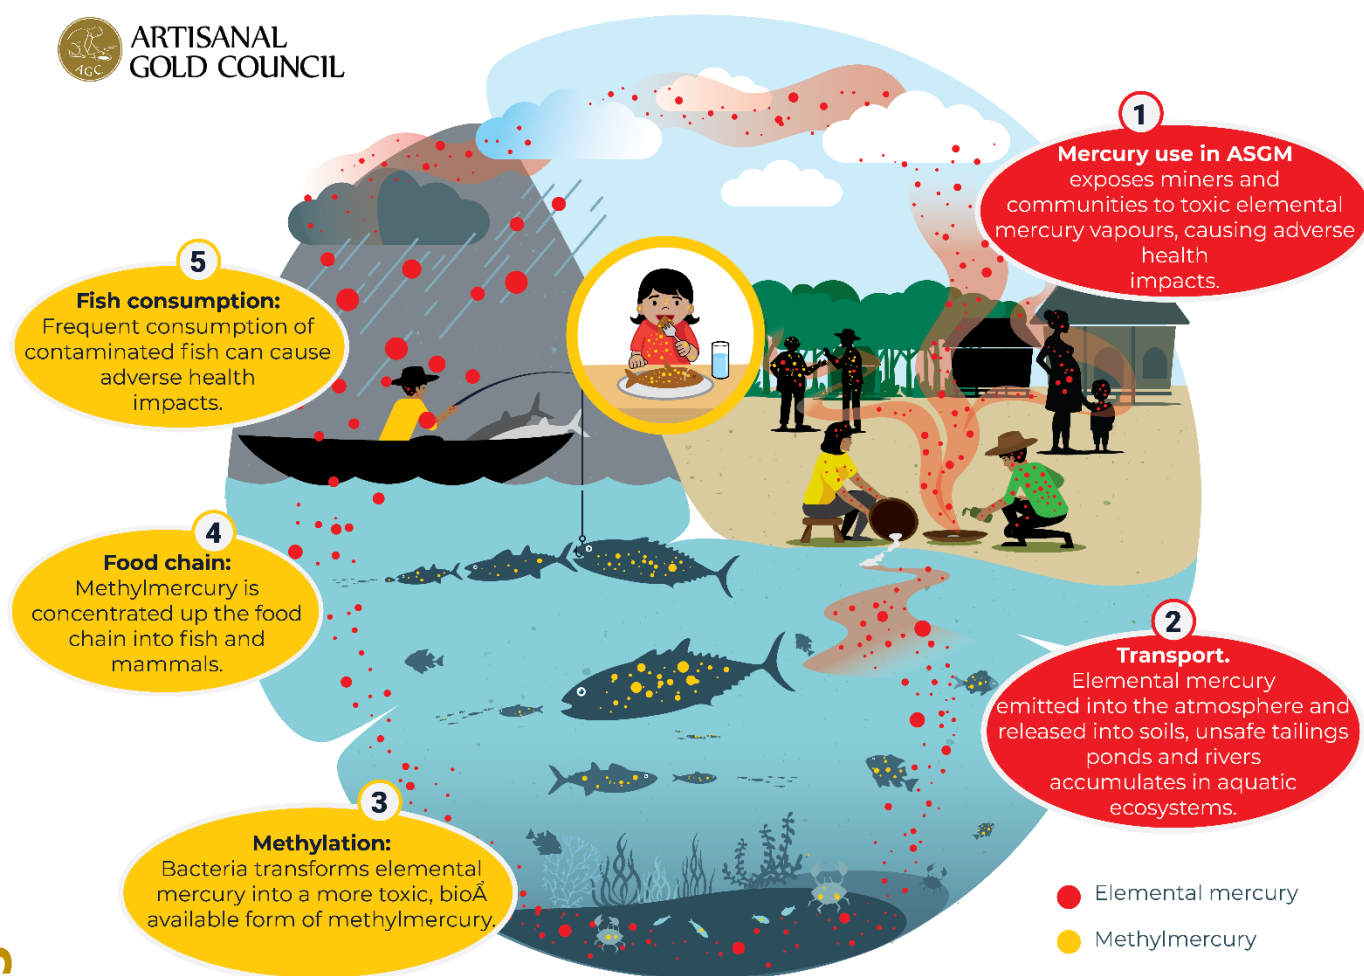 ARTISANAL
GOLD COUNCIL
AGC
1
Mercury use in ASGM
exposes miners and
communities to toxic elemental
mercury vapours, causing adverse
health
impacts.
2
Transport.
Elemental mercury
emitted into the atmosphere and
released into soils, unsafe tailings
ponds and rivers
accumulates in aquatic
ecosystems.
3
Methylation:
Bacteria transforms elemental
mercury into a more toxic, bioÅ
available form of methylmercury.
4
Food chain:
Methylmercury is
concentrated up the food
chain into fish and
mammals.
5
Fish consumption:
Frequent consumption of
contaminated fish can cause
adverse health
impacts.
Elemental mercury
Methylmercury